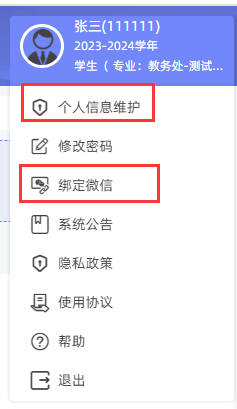 张三(111111)
2023-2024学年
学生（ 专业：教务处-测试...
个人信息维护
修改密码
绑定微信
系统公告
隐私政策
使用协议
帮助
退出